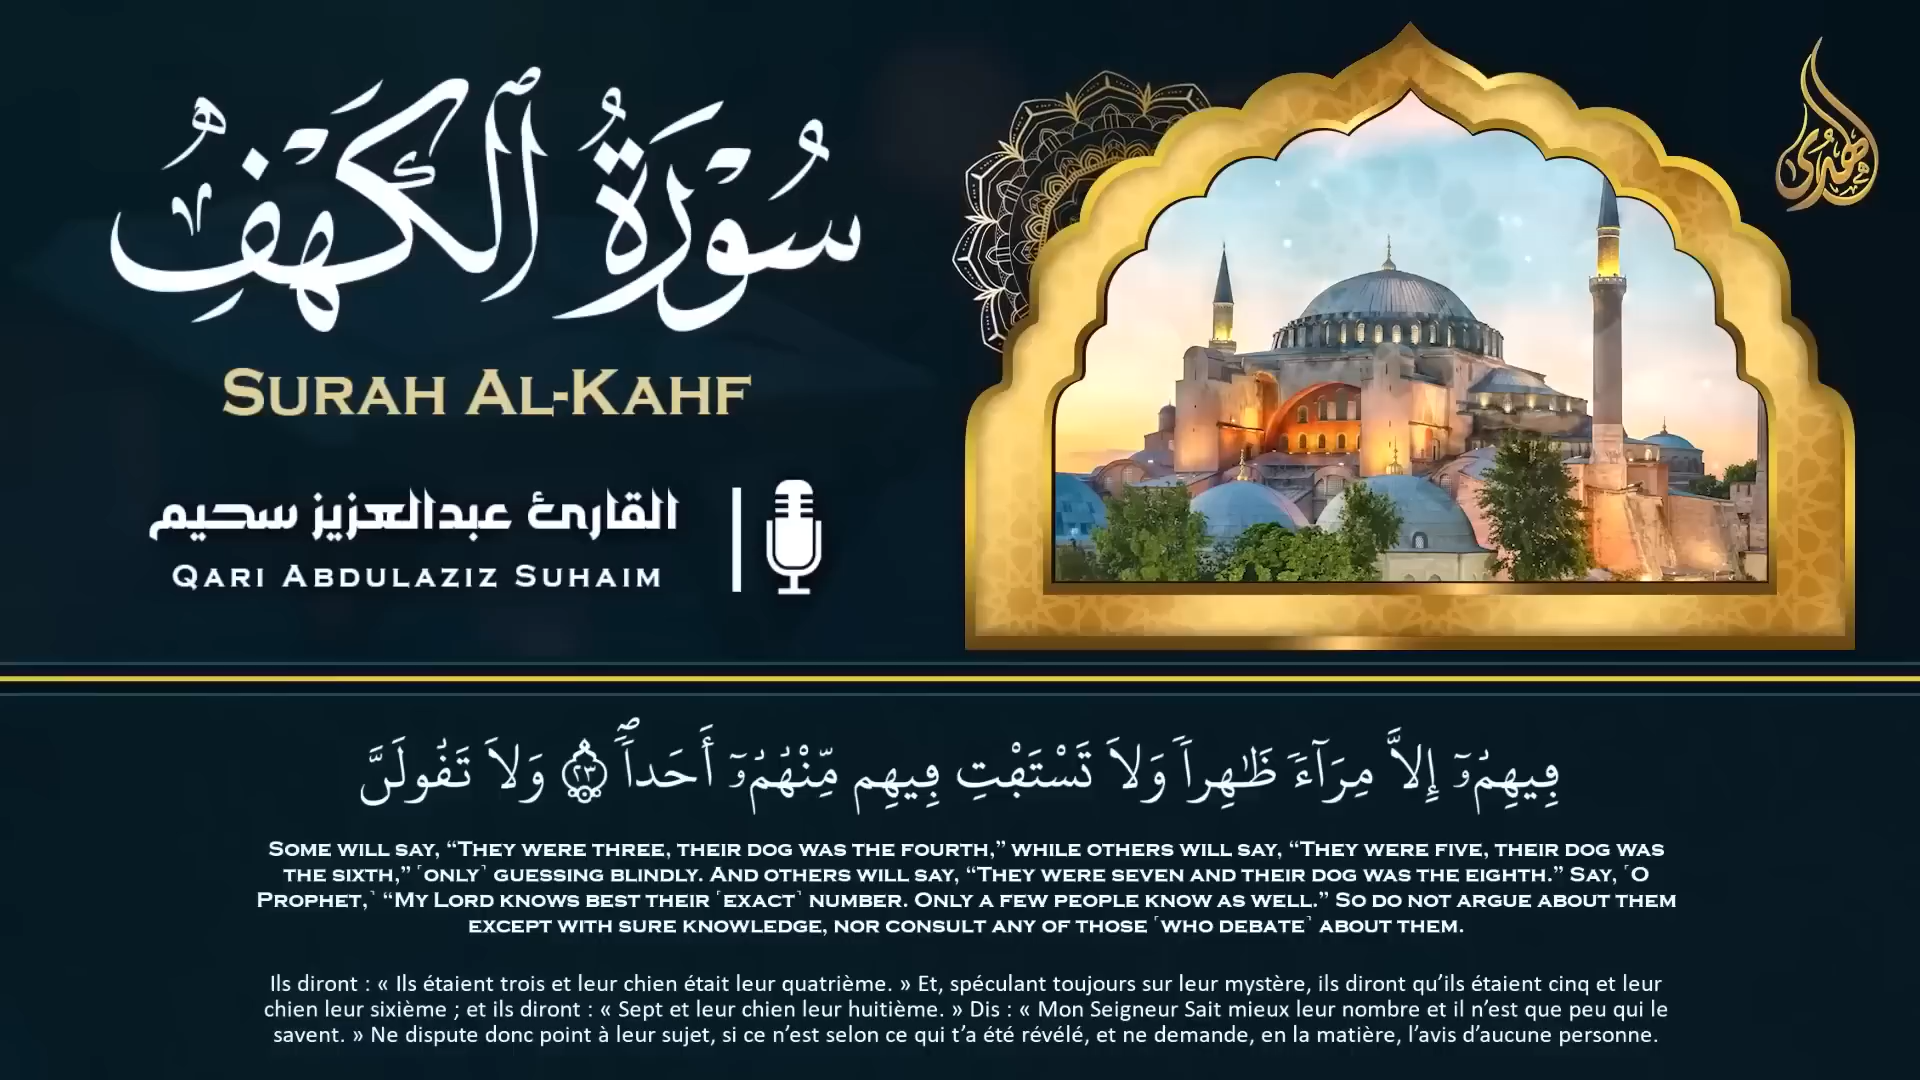 سُورَةُ ٱلْكَهْفِ
SURAH AL-KAHF
القارئ عبدالعزيز سحيم
QARI ABDULAZIZ SUHAIM
الهدى
فِيهِمُۥٓ إِلَّا مِرَآءٗ ظَٰهِراٗ وَلَا تَسْتَفْتِ فِيهِم مِّنْهُمُۥٓ أَحَداٗۖ ٢٣ وَلَا تَقُولَنَّ
SOME WILL SAY, “THEY WERE THREE, THEIR DOG WAS THE FOURTH,” WHILE OTHERS WILL SAY, “THEY WERE FIVE, THEIR DOG WAS
THE SIXTH,” ˹ONLY˺ GUESSING BLINDLY. AND OTHERS WILL SAY, “THEY WERE SEVEN AND THEIR DOG WAS THE EIGHTH.” SAY, ˹O
PROPHET,˺ “MY LORD KNOWS BEST THEIR ˹EXACT˺ NUMBER. ONLY A FEW PEOPLE KNOW AS WELL.” SO DO NOT ARGUE ABOUT THEM
EXCEPT WITH SURE KNOWLEDGE, NOR CONSULT ANY OF THOSE ˹WHO DEBATE˺ ABOUT THEM.
Ils diront : « Ils étaient trois et leur chien était leur quatrième. » Et, spéculant toujours sur leur mystère, ils diront qu’ils étaient cinq et leur
chien leur sixième ; et ils diront : « Sept et leur chien leur huitième. » Dis : « Mon Seigneur Sait mieux leur nombre et il n’est que peu qui le
savent. » Ne dispute donc point à leur sujet, si ce n’est selon ce qui t’a été révélé, et ne demande, en la matière, l’avis d’aucune personne.